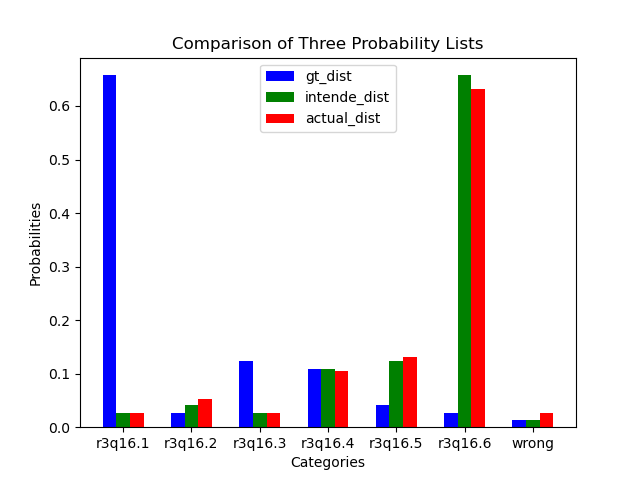 Comparison of Three Probability Lists
gt_dist
intende_dist
actual_dist
Probabilities
0.6
0.5
0.4
0.3
0.2
0.1
0.0
r3q16.1 r3q16.2 r3q16.3 r3q16.4 r3q16.5 r3q16.6 wrong
Categories